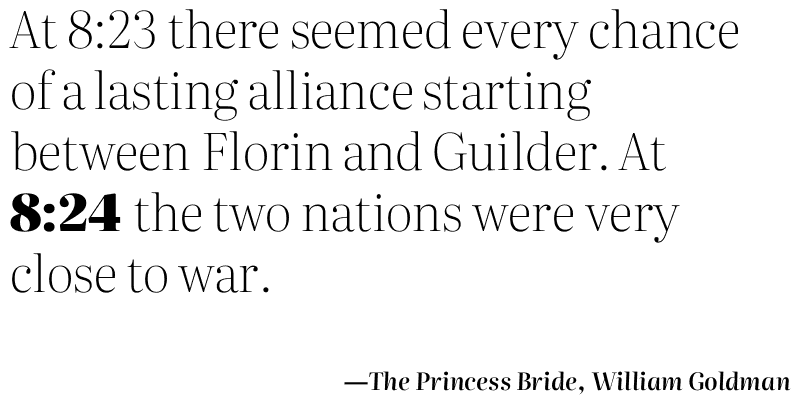 At 8:23 there seemed every chance
of a lasting alliance starting
between Florin and Guilder. At
8:24 the two nations were very
close to war.
—The Princess Bride, William Goldman